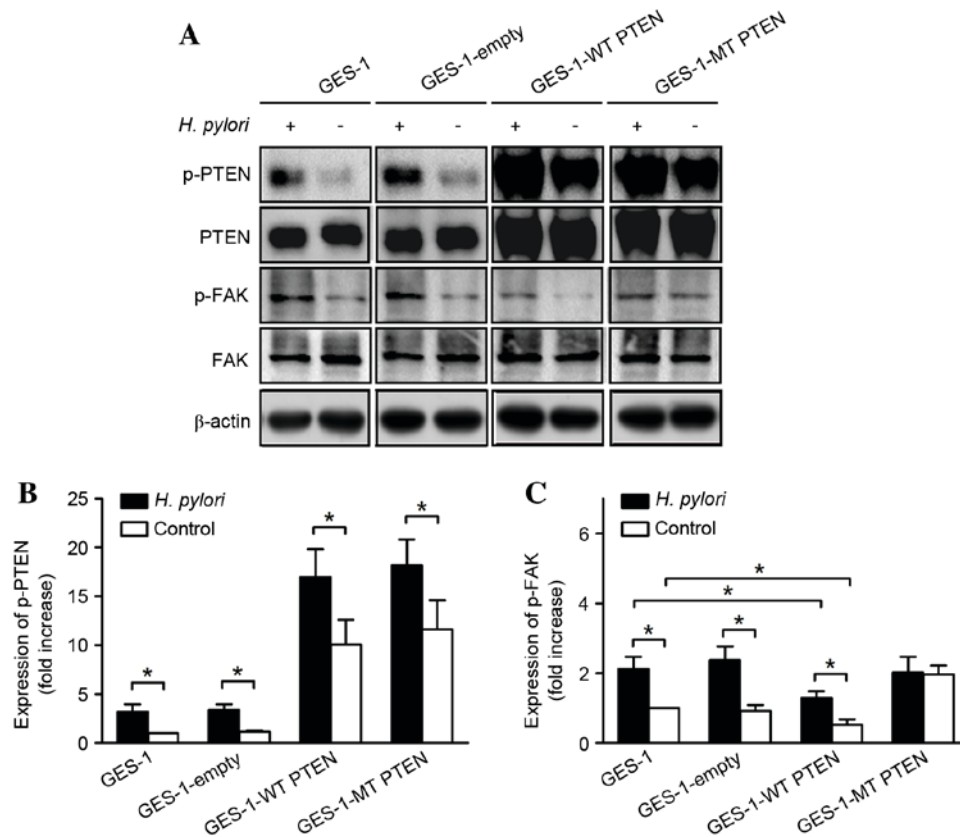 A
GES-1
GES-1-empty
GES-1-WT PTEN
GES-1-MT PTEN
H. pylori + - + - + - + -
p-PTEN
PTEN
p-FAK
FAK
β-actin
B
H. pylori
Control
Expression of p-PTEN
(fold increase)
25
20
15
10
5
0
* * * *
GES-1
GES-1-empty
GES-1-WT PTEN
GES-1-MT PTEN
C
H. pylori
Control
Expression of p-FAK
(fold increase)
6
4
2
0
*
*
* * *
GES-1
GES-1-empty
GES-1-WT PTEN
GES-1-MT PTEN